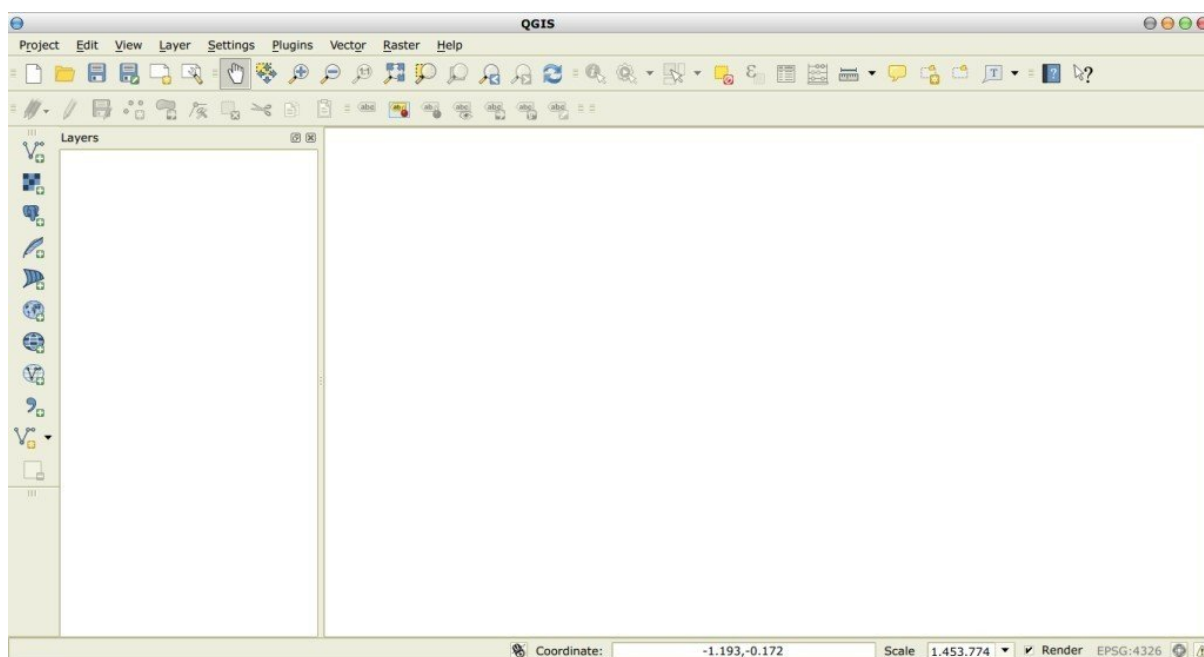 QGIS
Project Edit View Layer Settings Plugins Vector Raster Help
Layers
Coordinate: -1.193,-0.172 Scale 1.453.774 Render EPSG:4326